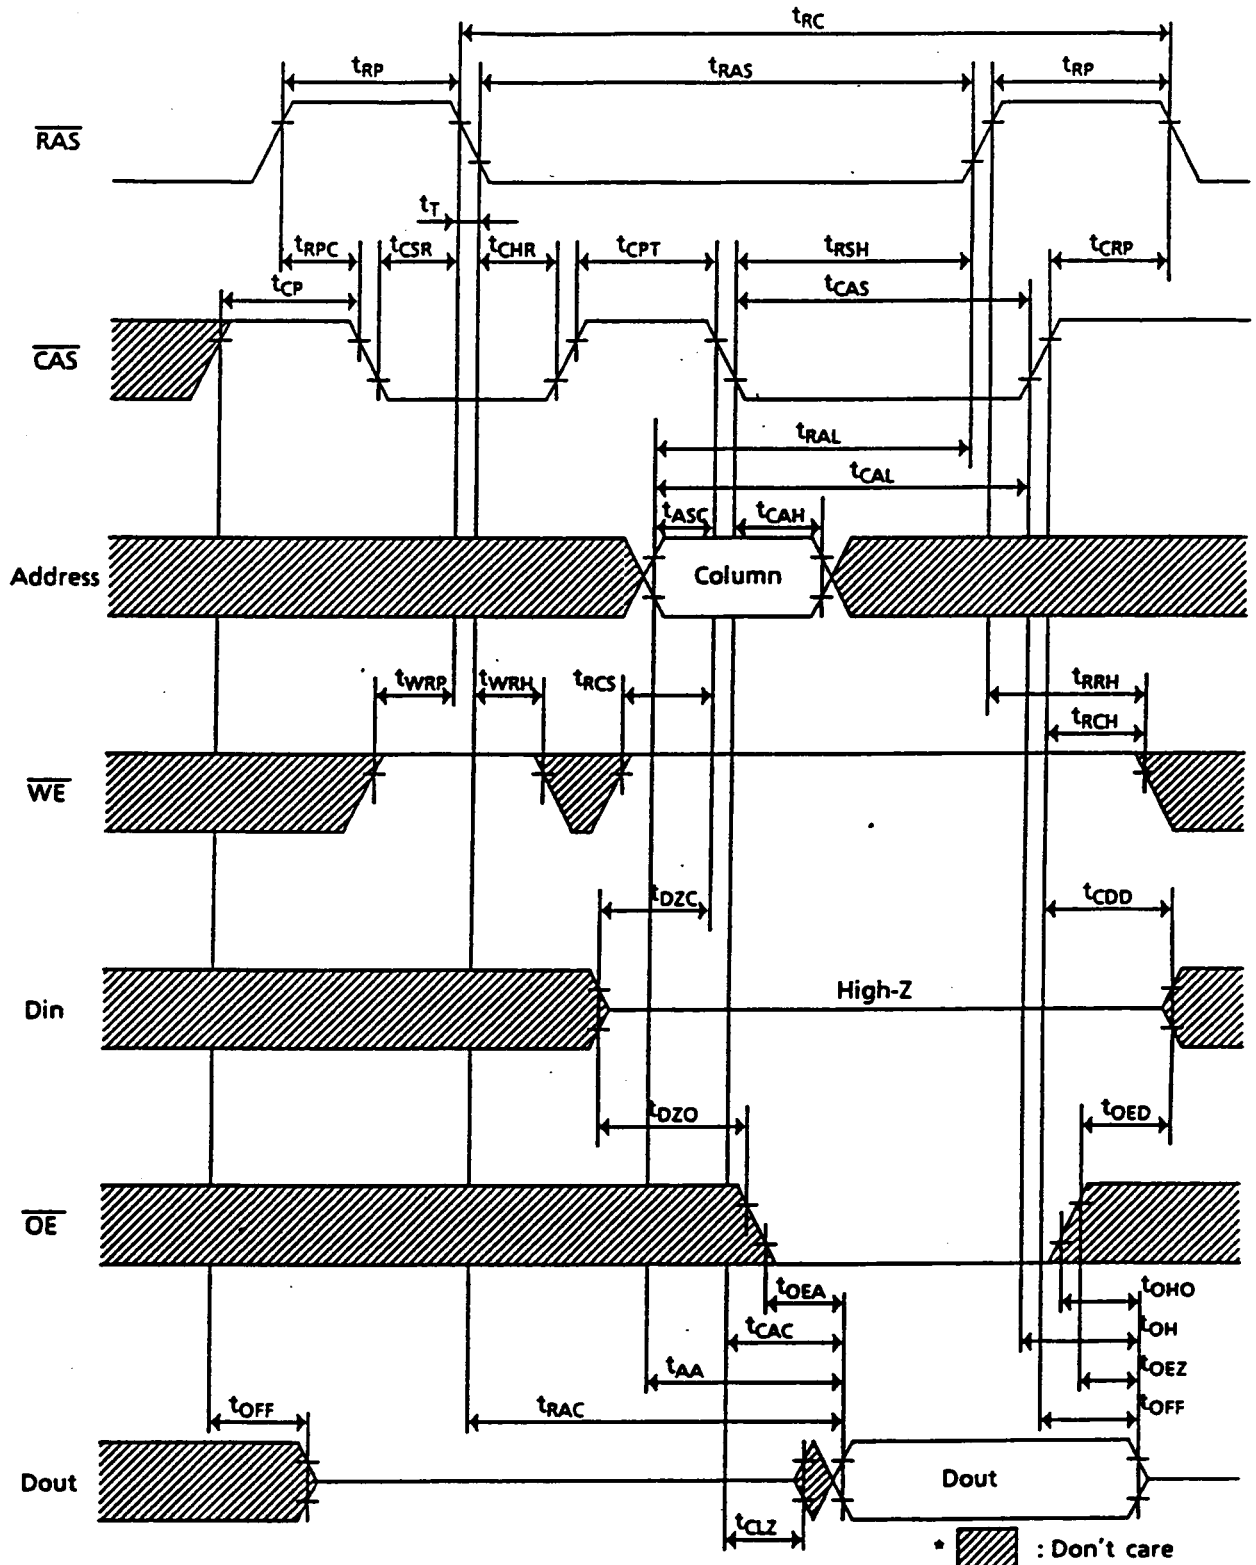 tRC
tRP tRAS tRP
RAS
tT
tRPC tCSR tCHR tCPT tRSH tCRP
tCP tCAS
CAS
tRAL
tCAL
tASC tCAH
Address Column
tWRP tWRH tRCS tRRH
tRCH
WE
tDZC tCDD
Din High-Z
tDZO tOED
OE
tOEA tOHO
tCAC tOH
tAA tOEZ
tOFF tRAC tOFF
Dout Dout
tCLZ
* : Don't care